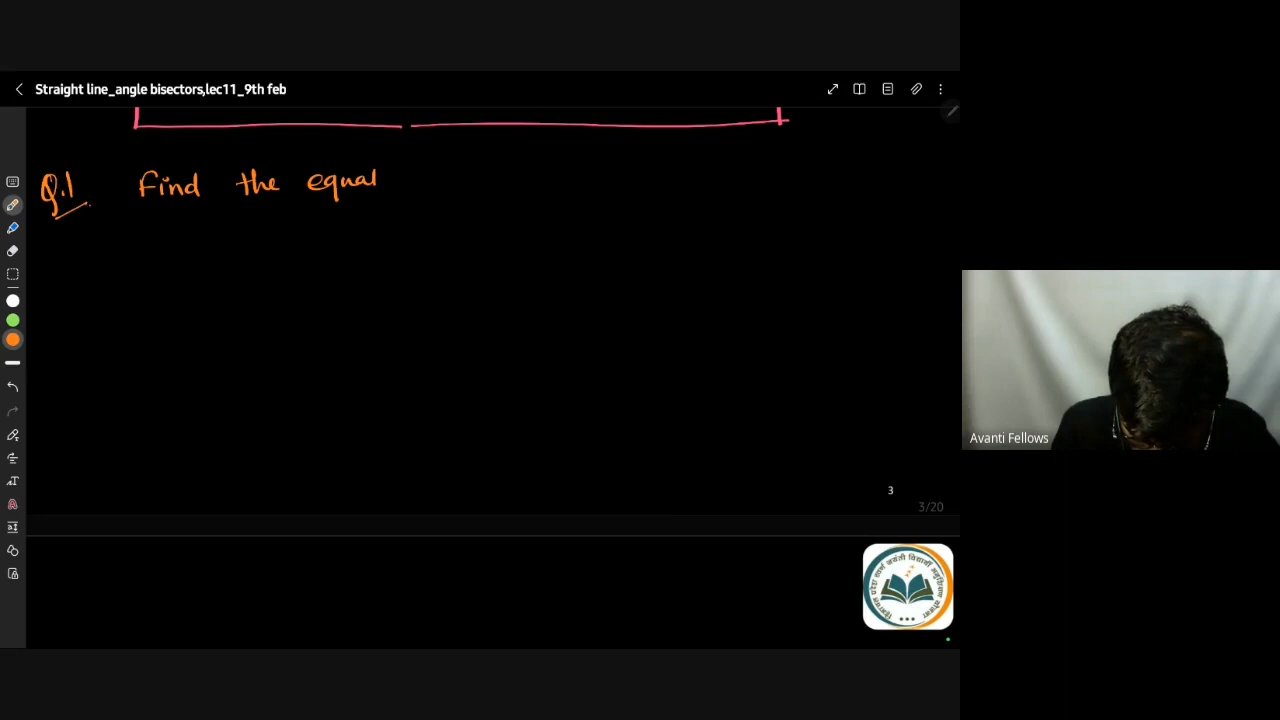 Straight line_angle bisectors,lec11_9th feb
Q.1 Find the equal
Avanti Fellows
3
3/20